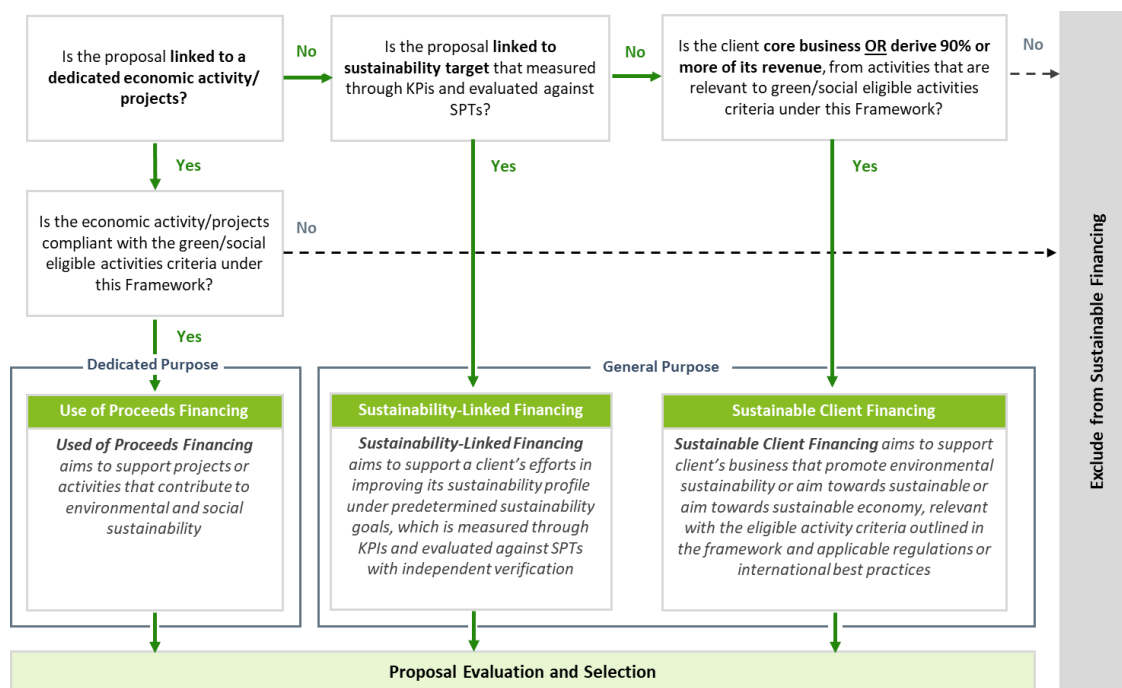 Is the proposal linked to a
dedicated economic activity/
projects?
No
Is the proposal linked to
sustainability target that measured
through KPis and evaluated against
SPTs?
No
Is the client core business OR derive 90% or
more of its revenue, from activities that are
relevant to green/social eligible activities
criteria under this Framework?
No
Yes
Yes
Yes
Is the economic activity/projects
compliant with the green/social
eligible activities criteria under
this Framework?
No
Yes
Exclude from Sustainable Financing
Dedicated Purpose
General Purpose
Use of Proceeds Financing
Used of Proceeds Financing
aims to support projects or
activities that contribute to
environmental and social
sustainability
Sustainability-Linked Financing
Sustainability-Linked Financing
aims to support a client’s efforts in
improving its sustainability profile
under predetermined sustainability
goals, which is measured through
KPIs and evaluated against SPTs
with independent verification
Sustainable Client Financing
Sustainable Client Financing aims to support
client’s business that promote environmental
sustainability or aim towards sustainable or
aim towards sustainable economy, relevant
with the eligible activity criteria outlined in
the framework and applicable regulations or
international best practices
Proposal Evaluation and Selection